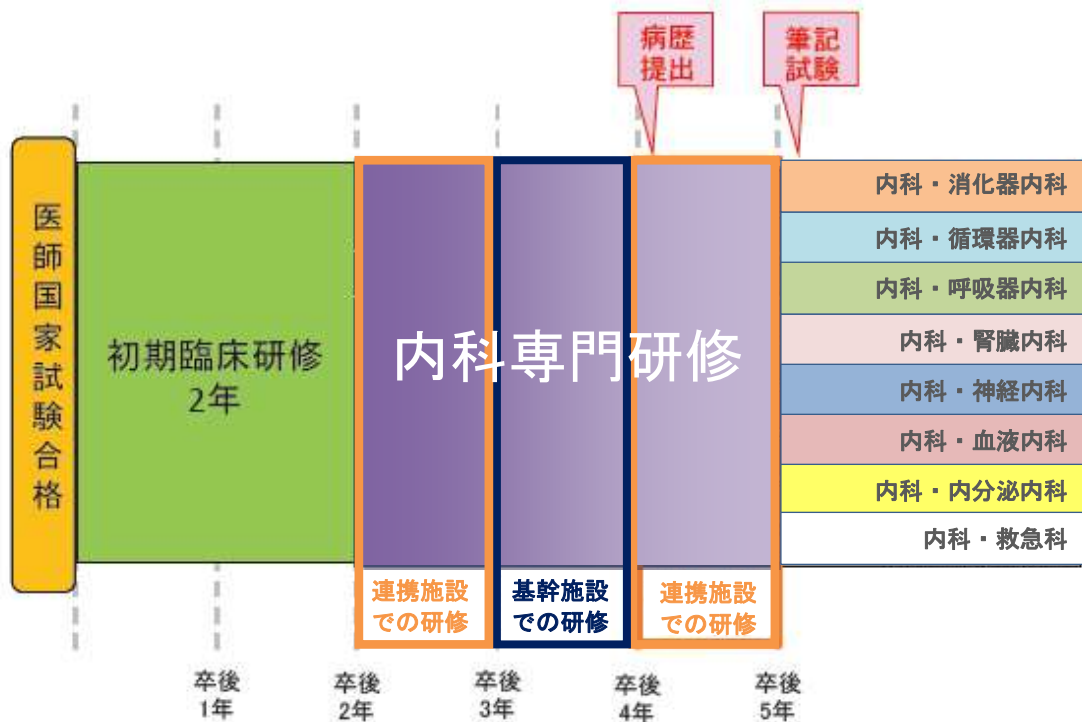 病歴
提出
筆記
試験
医師国家試験合格
初期臨床研修
2年
内科専門研修
内科・消化器内科
内科・循環器内科
内科・呼吸器内科
内科・腎臓内科
内科・神経内科
内科・血液内科
内科・内分泌内科
内科・救急科
連携施設
での研修
基幹施設
での研修
連携施設
での研修
卒後
1年
卒後
2年
卒後
3年
卒後
4年
卒後
5年